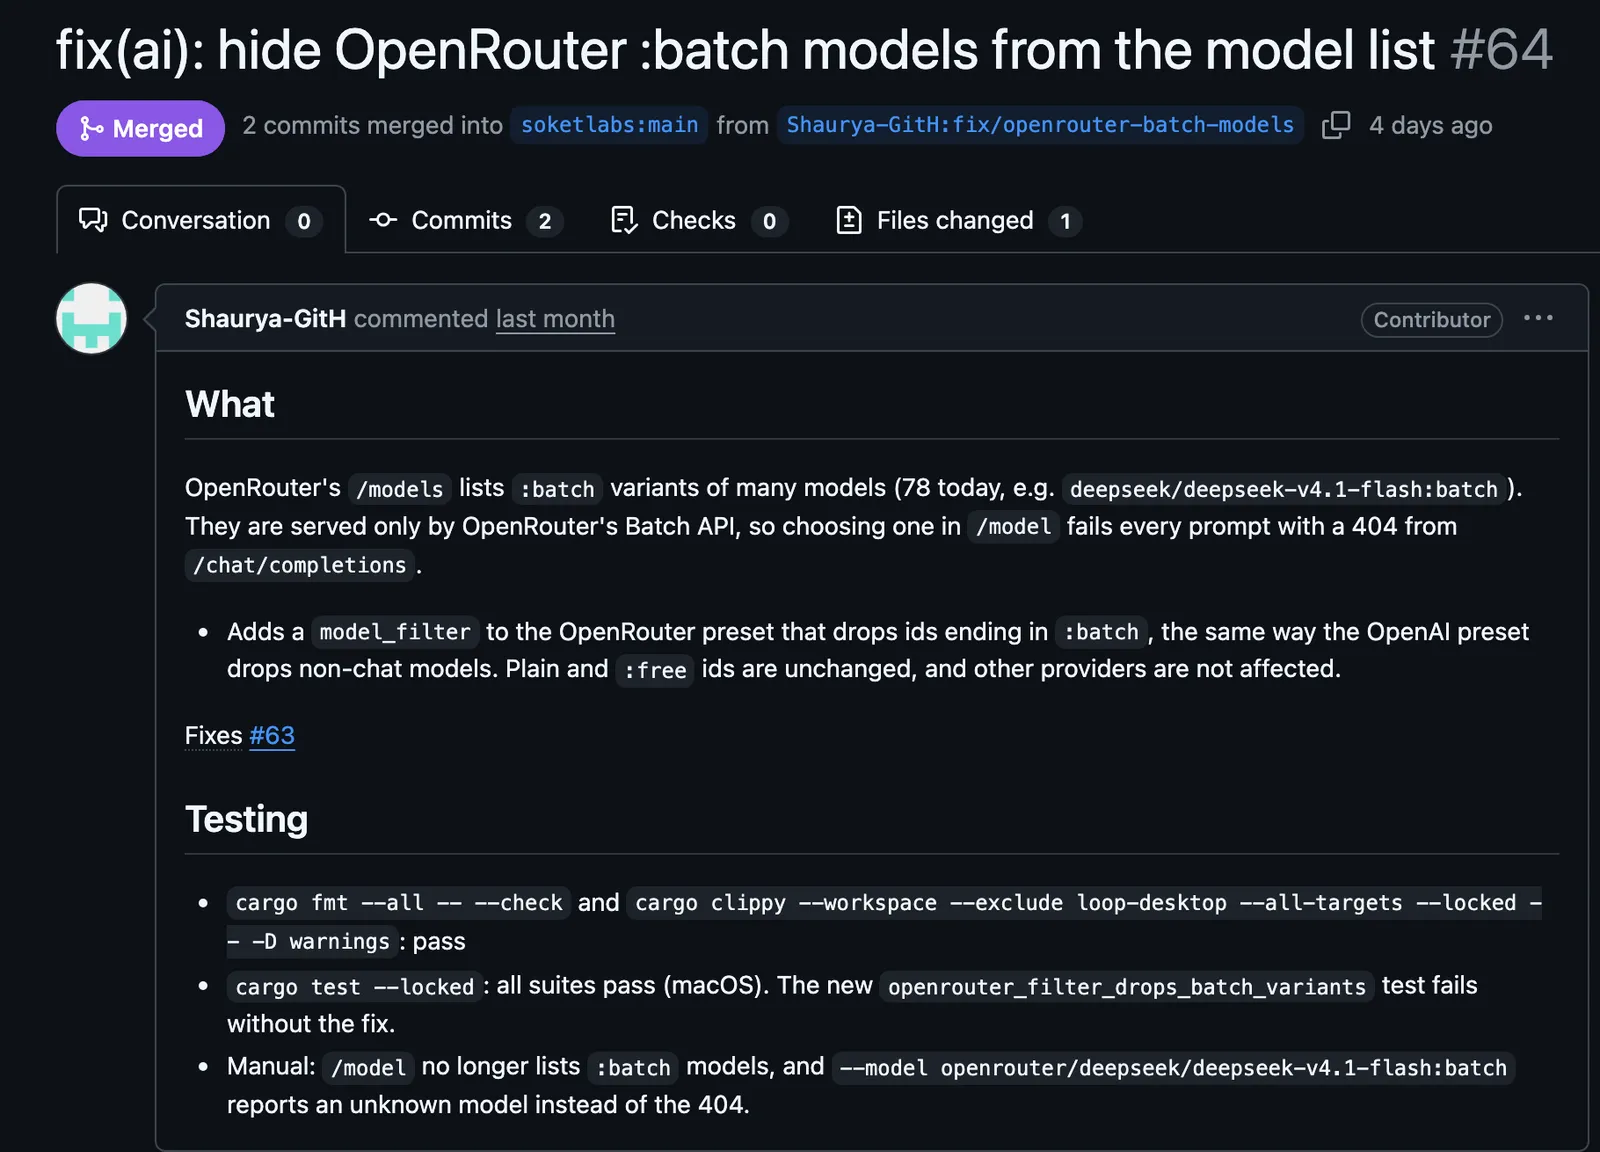 fix(ai): hide OpenRouter :batch models from the model list #64
Merged 2 commits merged into soketlabs:main from Shaurya-GitH:fix/openrouter-batch-models 4 days ago
Conversation 0 Commits 2 Checks 0 Files changed 1
Shaurya-GitH commented last month Contributor
What
OpenRouter's /models lists :batch variants of many models (78 today, e.g. deepseek/deepseek-v4.1-flash:batch ).
They are served only by OpenRouter's Batch API, so choosing one in /model fails every prompt with a 404 from
/chat/completions .
• Adds a model_filter to the OpenRouter preset that drops ids ending in :batch , the same way the OpenAI preset
drops non-chat models. Plain and :free ids are unchanged, and other providers are not affected.
Fixes #63
Testing
• cargo fmt --all -- --check and cargo clippy --workspace --exclude loop-desktop --all-targets --locked -
- -D warnings : pass
• cargo test --locked : all suites pass (macOS). The new openrouter_filter_drops_batch_variants test fails
without the fix.
• Manual: /model no longer lists :batch models, and --model openrouter/deepseek/deepseek-v4.1-flash:batch
reports an unknown model instead of the 404.